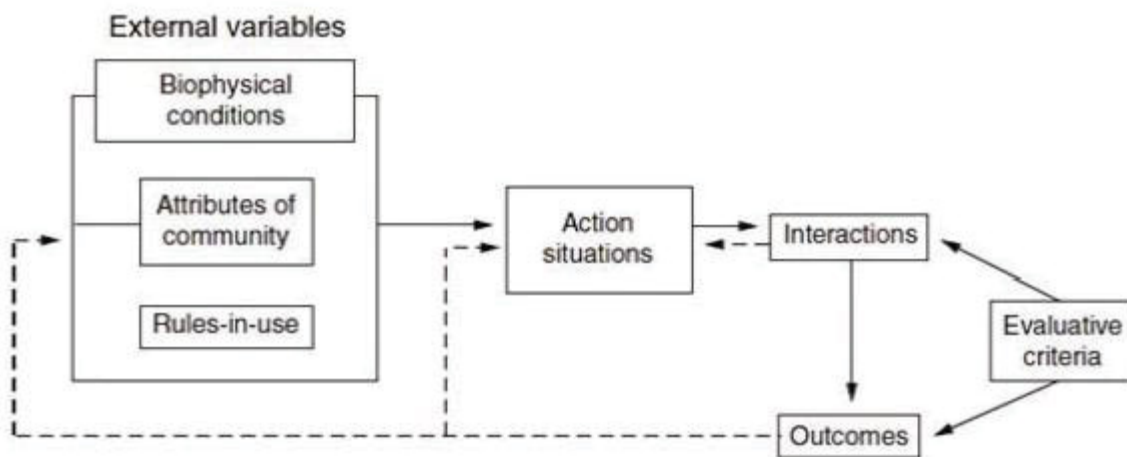 External variables
Biophysical
conditions
Attributes of
community
Rules-in-use
Action
situations
Interactions
Evaluative
criteria
Outcomes